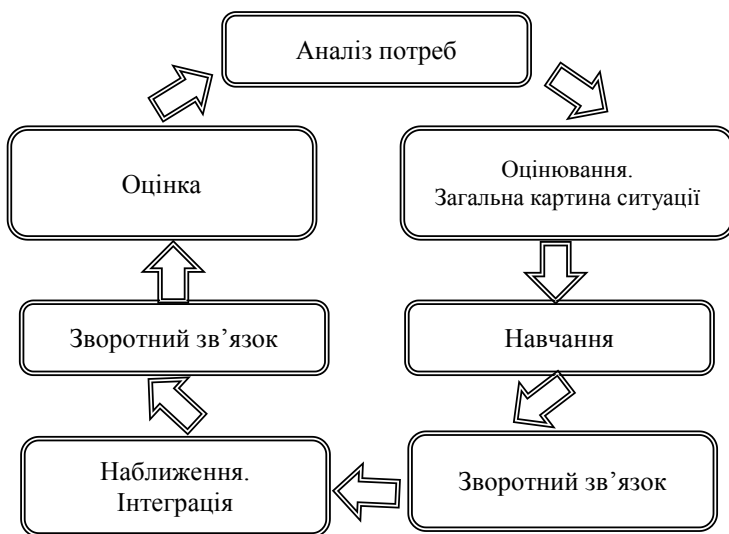 Аналіз потреб
Оцінка
Оцінювання.
Загальна картина ситуації
Зворотний зв’язок
Навчання
Наближення.
Інтеграція
Зворотний зв’язок